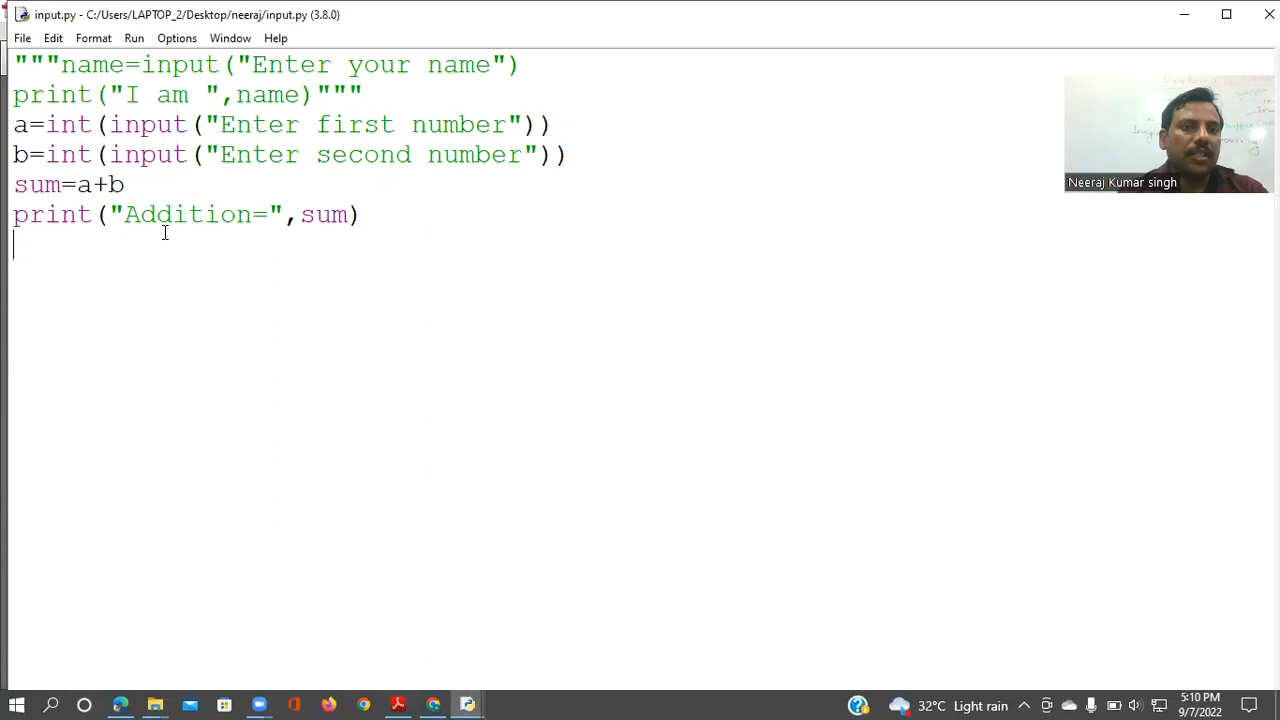 input.py - C:/Users/LAPTOP_2/Desktop/neeraj/input.py (3.8.0)
File Edit Format Run Options Window Help
"""name=input("Enter your name")
print("I am ",name)"""
a=int(input("Enter first number"))
b=int(input("Enter second number"))
sum=a+b
print("Addition=",sum)
Neeraj Kumar singh
32°C Light rain
5:10 PM
9/7/2022